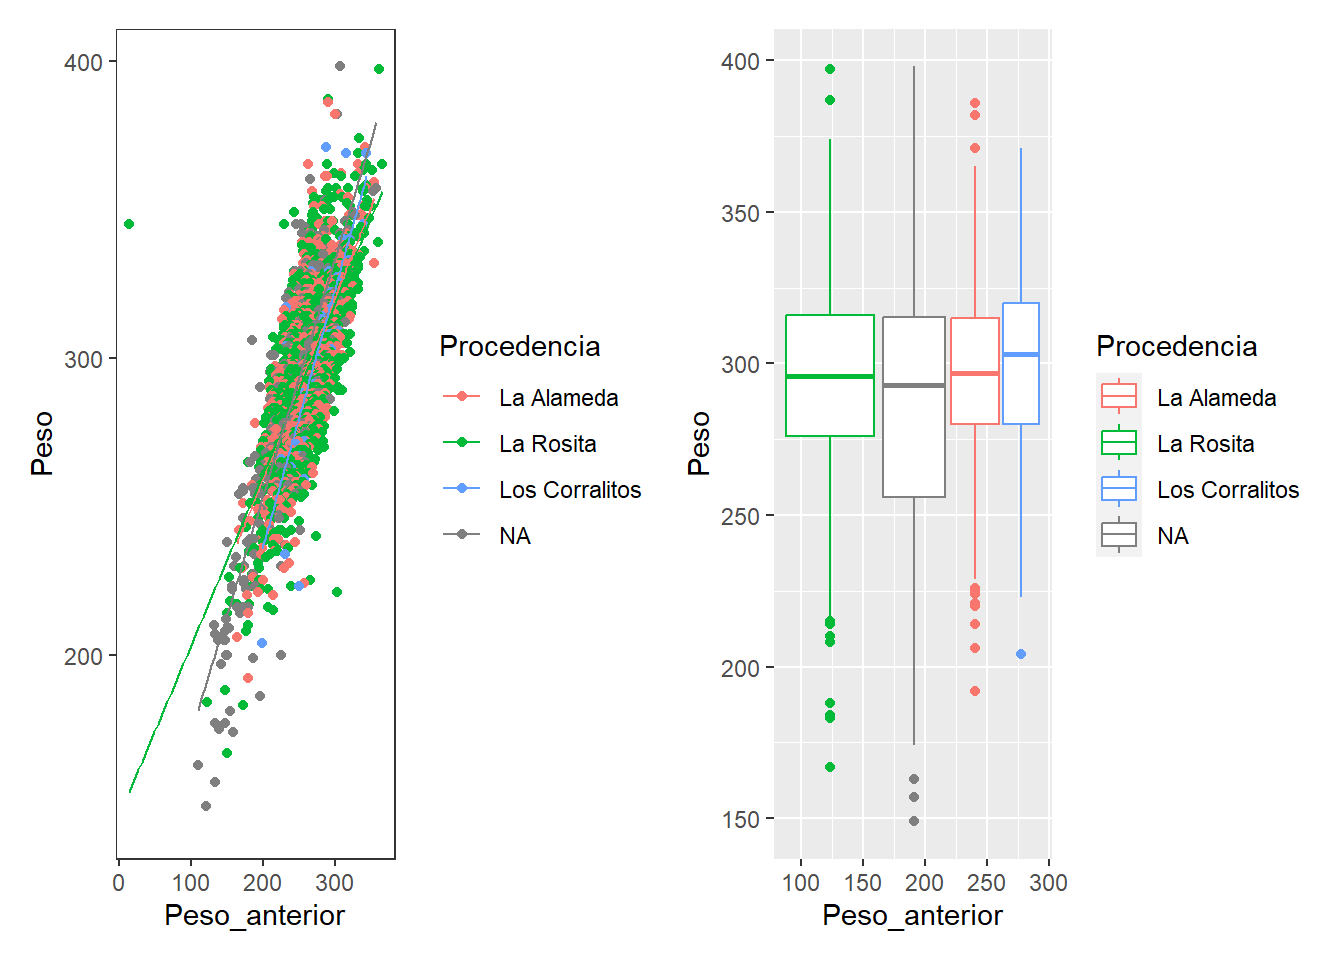 400
300
200
0 100 200 300
Peso_anterior
Peso
Procedencia
La Alameda
La Rosita
Los Corralitos
NA
400
350
300
250
200
150
100 150 200 250 300
Peso_anterior
Peso
Procedencia
La Alameda
La Rosita
Los Corralitos
NA